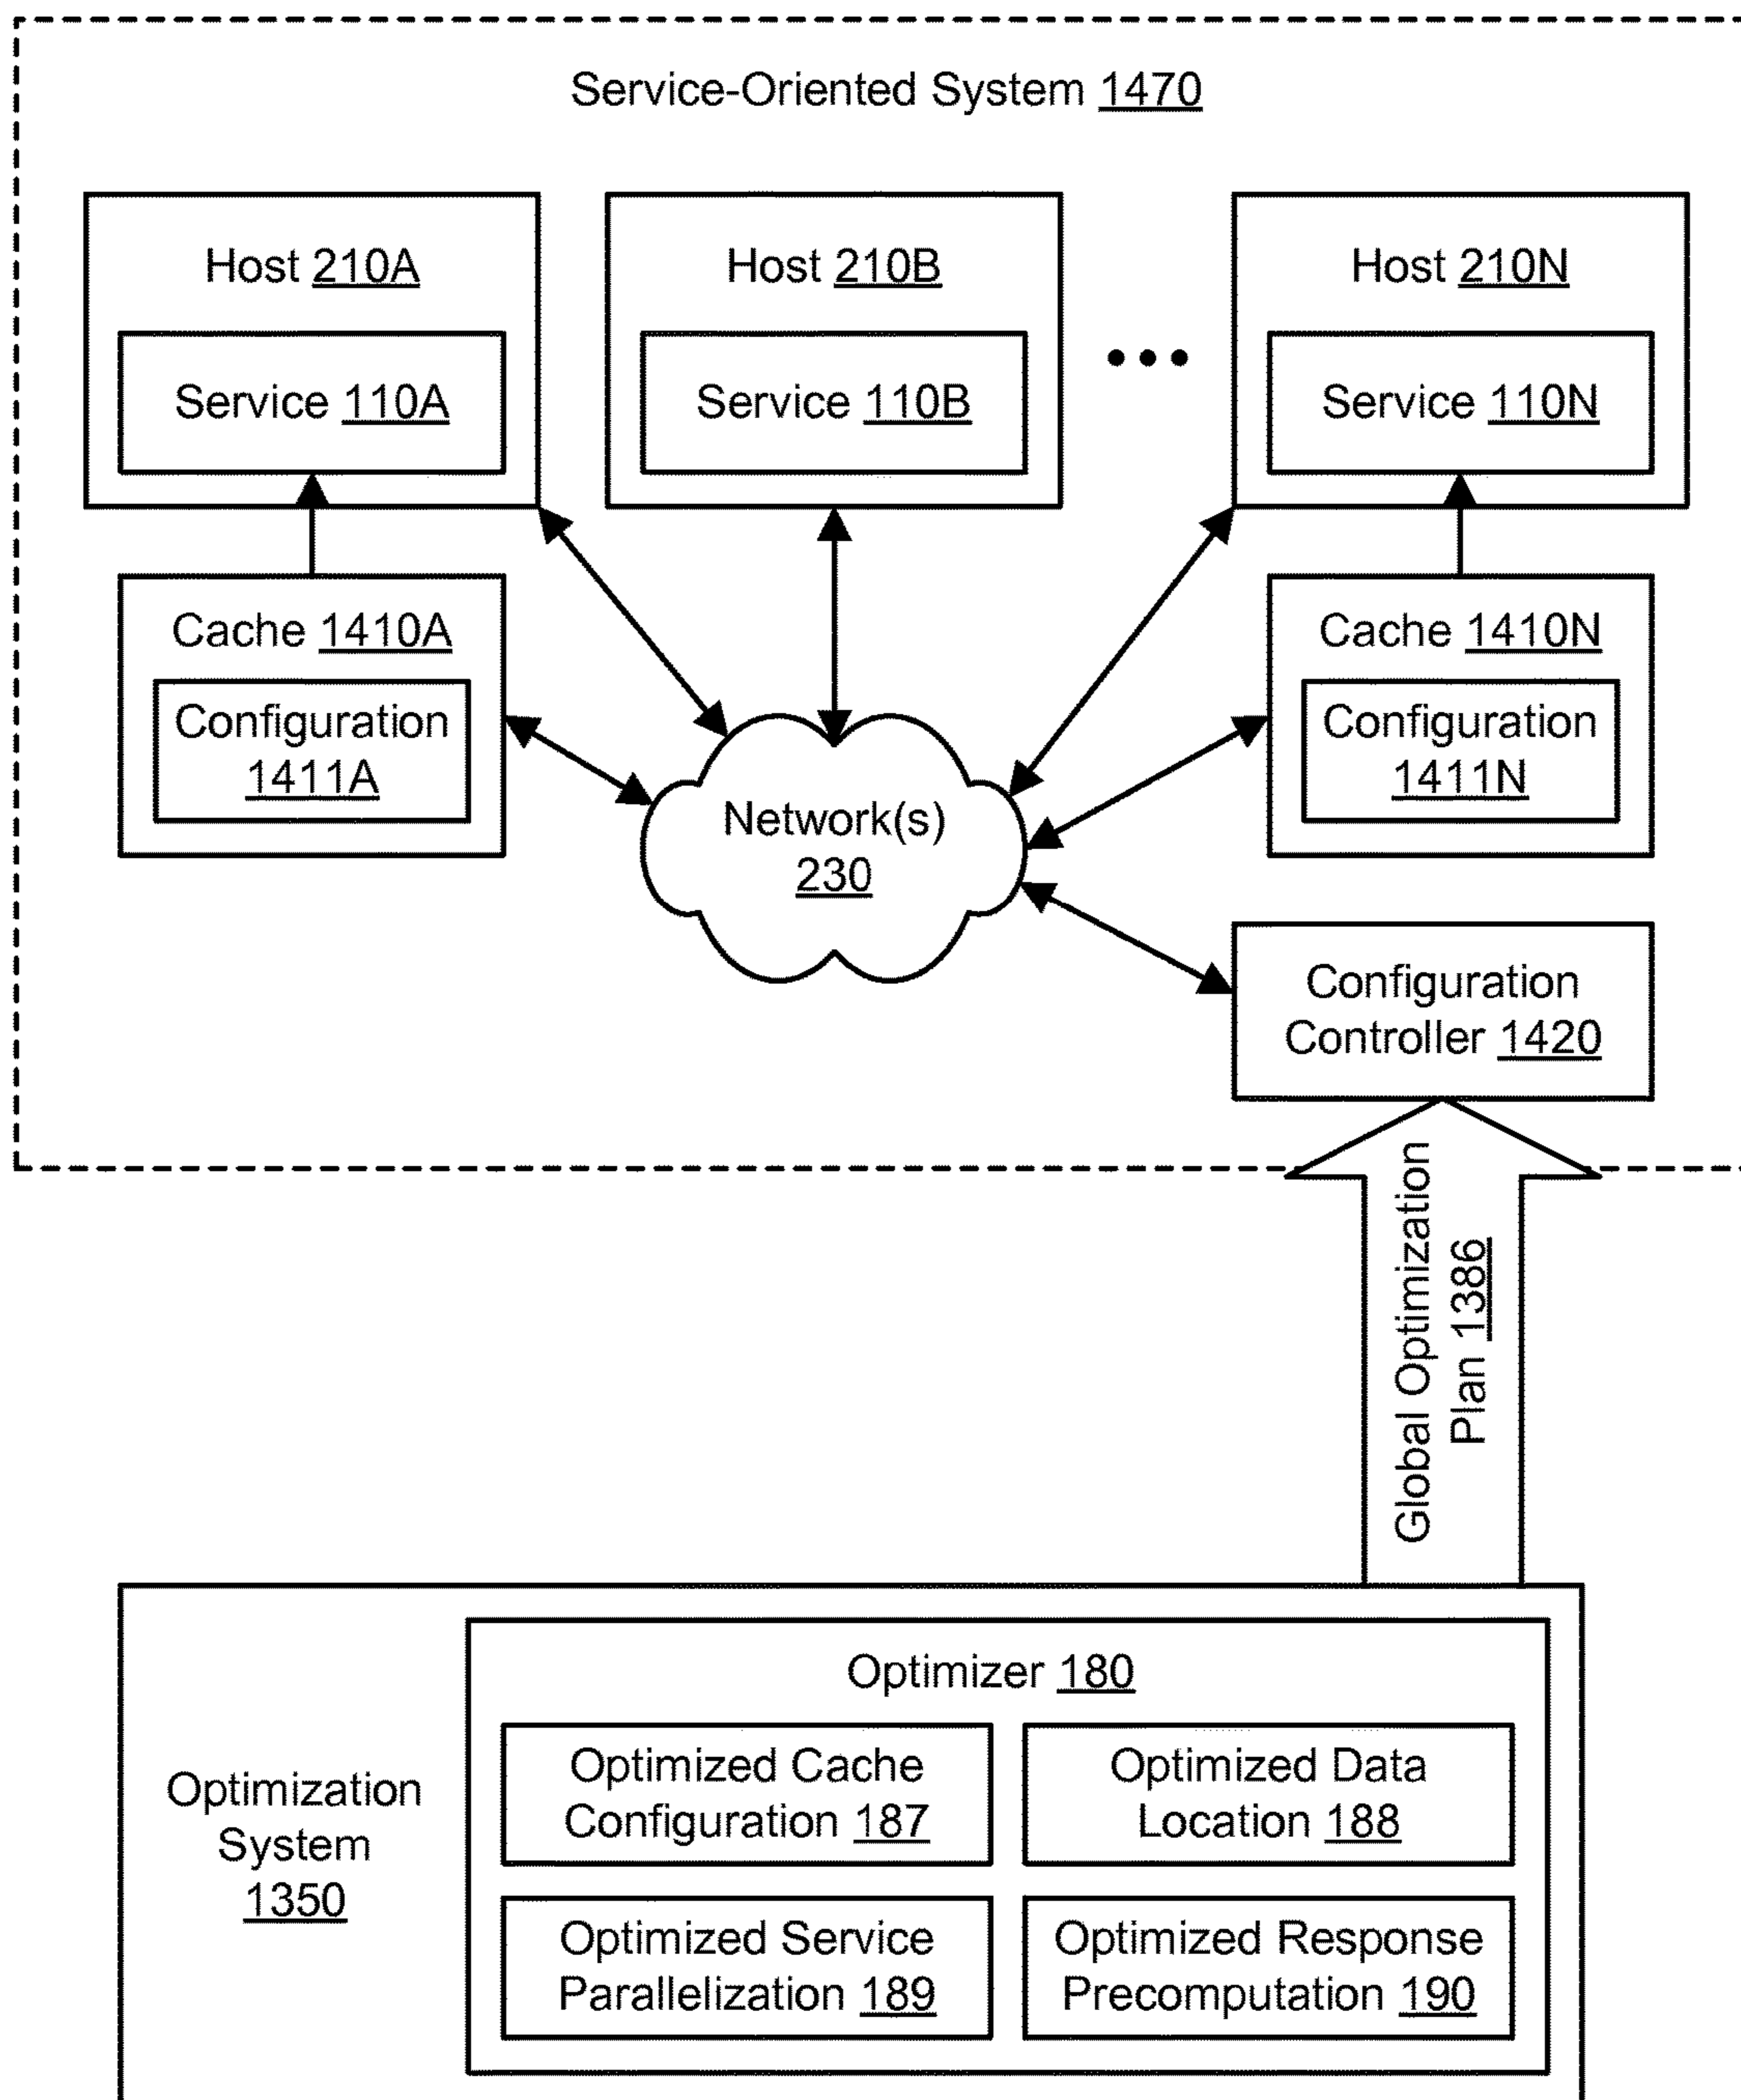 Service-Oriented System 1470
Host 210A
Service 110A
Host 210B
Service 110B
Host 210N
Service 110N
Cache 1410A
Configuration
1411A
Cache 1410N
Configuration
1411N
Network(s)
230
Configuration
Controller 1420
Global Optimization
Plan 1386
Optimization
System
1350
Optimizer 180
Optimized Cache
Configuration 187
Optimized Data
Location 188
Optimized Service
Parallelization 189
Optimized Response
Precomputation 190